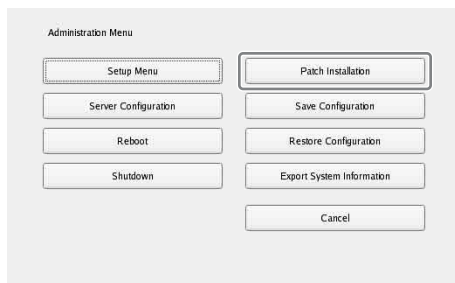 Administration Menu
Setup Menu
Patch Installation
Server Configuration
Save Configuration
Reboot
Restore Configuration
Shutdown
Export System Information
Cancel